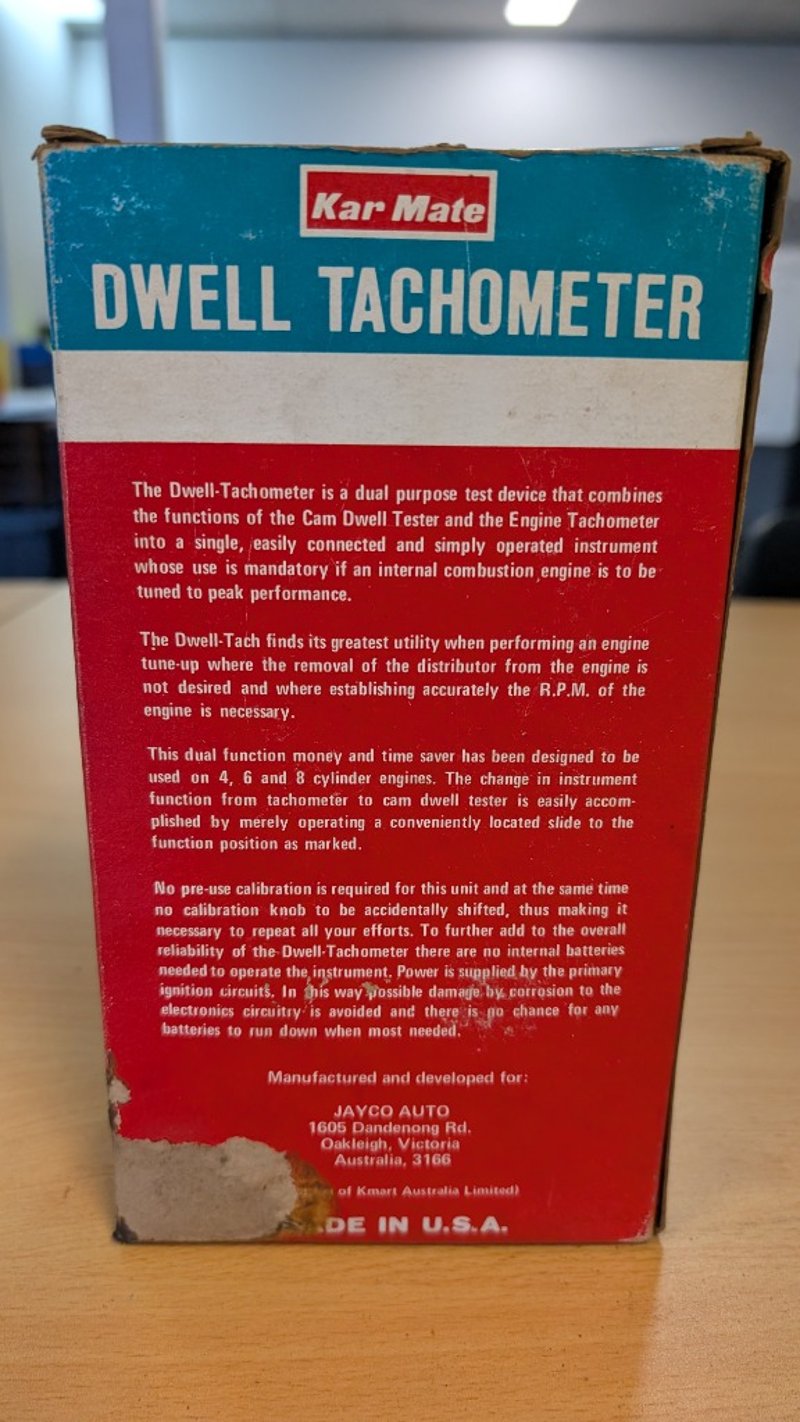 Kar Mate
DWELL TACHOMETER
The Dwell-Tachometer is a dual purpose test device that combines
the functions of the Cam Dwell Tester and the Engine Tachometer
into a single, easily connected and simply operated instrument
whose use is mandatory if an internal combustion engine is to be
tuned to peak performance.
The Dwell-Tach finds its greatest utility when performing an engine
tune-up where the removal of the distributor from the engine is
not desired and where establishing accurately the R.P.M. of the
engine is necessary.
This dual function money and time saver has been designed to be
used on 4, 6 and 8 cylinder engines. The change in instrument
function from tachometer to cam dwell tester is easily accom-
plished by merely operating a conveniently located slide to the
function position as marked.
No pre-use calibration is required for this unit and at the same time
no calibration knob to be accidentally shifted, thus making it
necessary to repeat all your efforts. To further add to the overall
reliability of the Dwell-Tachometer there are no internal batteries
needed to operate the instrument. Power is supplied by the primary
ignition circuits. In this way possible damage by corrosion to the
electronics circuitry is avoided and there is no chance for any
batteries to run down when most needed.
Manufactured and developed for:
JAYCO AUTO
1605 Dandenong Rd.
Oakleigh, Victoria
Australia, 3166
of Kmart Australia Limited)
DE IN U.S.A.